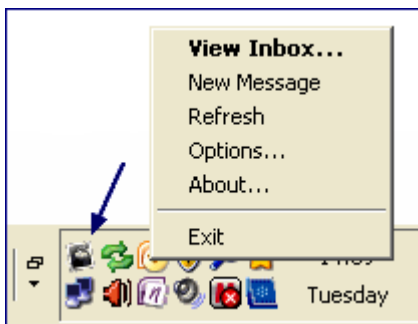 View Inbox...
New Message
Refresh
Options...
About...
Exit
Tuesday